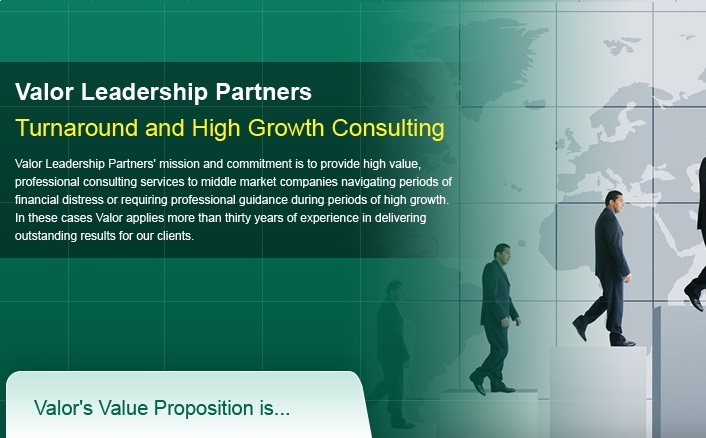 Valor Leadership Partners
Turnaround and High Growth Consulting
Valor Leadership Partners' mission and commitment is to provide high value,
professional consulting services to middle market companies navigating periods of
financial distress or requiring professional guidance during periods of high growth.
In these cases Valor applies more than thirty years of experience in delivering
outstanding results for our clients.
Valor's Value Proposition is...